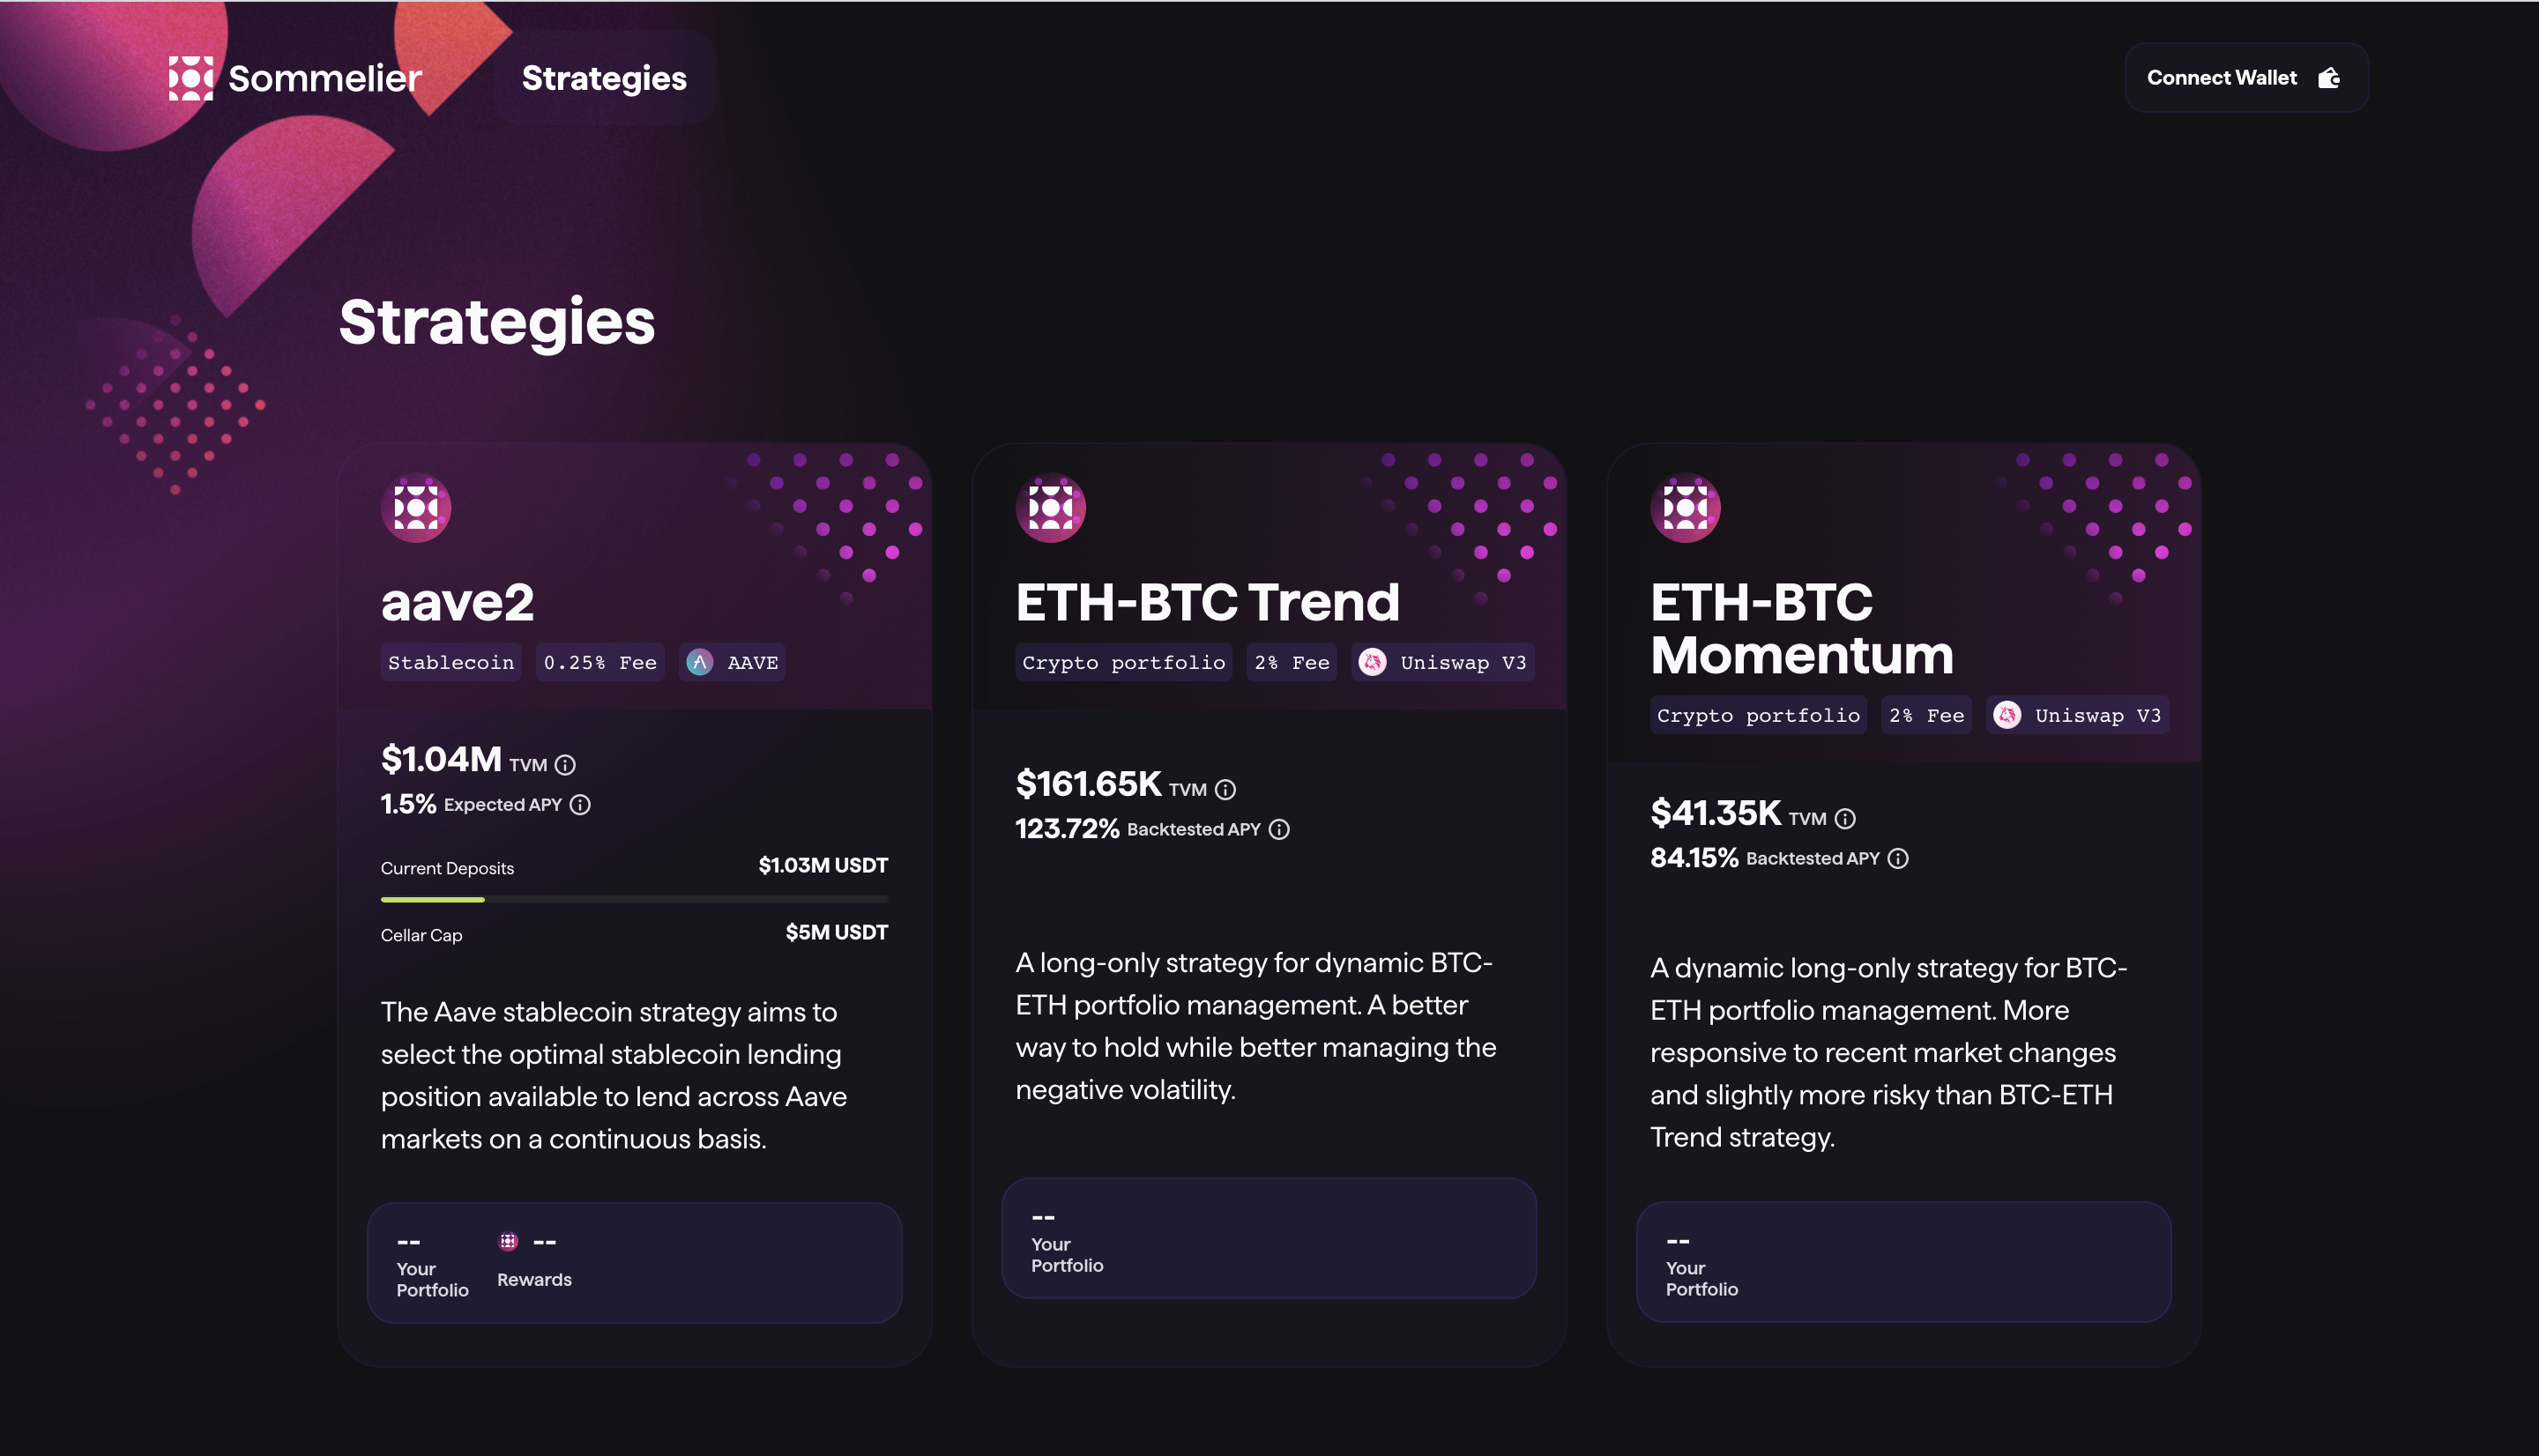 Sommelier
Strategies
Connect Wallet
Strategies
aave2
Stablecoin 0.25% Fee AAVE
$1.04M TVM
1.5% Expected APY
Current Deposits $1.03M USDT
Cellar Cap $5M USDT
The Aave stablecoin strategy aims to
select the optimal stablecoin lending
position available to lend across Aave
markets on a continuous basis.
-- --
Your
Portfolio
Rewards
ETH-BTC Trend
Crypto portfolio 2% Fee Uniswap V3
$161.65K TVM
123.72% Backtested APY
A long-only strategy for dynamic BTC-
ETH portfolio management. A better
way to hold while better managing the
negative volatility.
--
Your
Portfolio
ETH-BTC
Momentum
Crypto portfolio 2% Fee Uniswap V3
$41.35K TVM
84.15% Backtested APY
A dynamic long-only strategy for BTC-
ETH portfolio management. More
responsive to recent market changes
and slightly more risky than BTC-ETH
Trend strategy.
--
Your
Portfolio